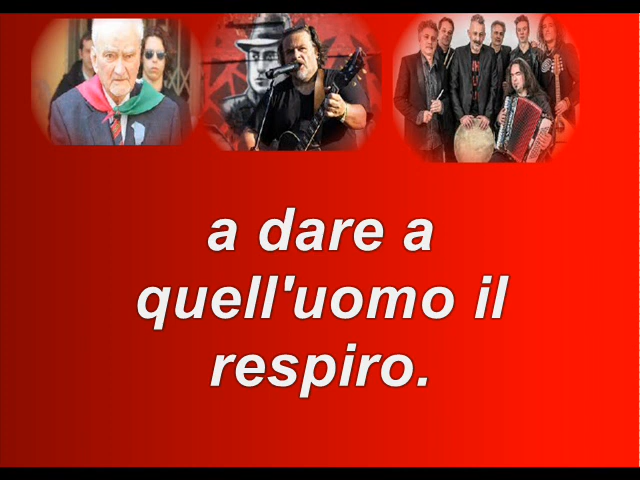 a dare a
quell'uomo il
respiro.